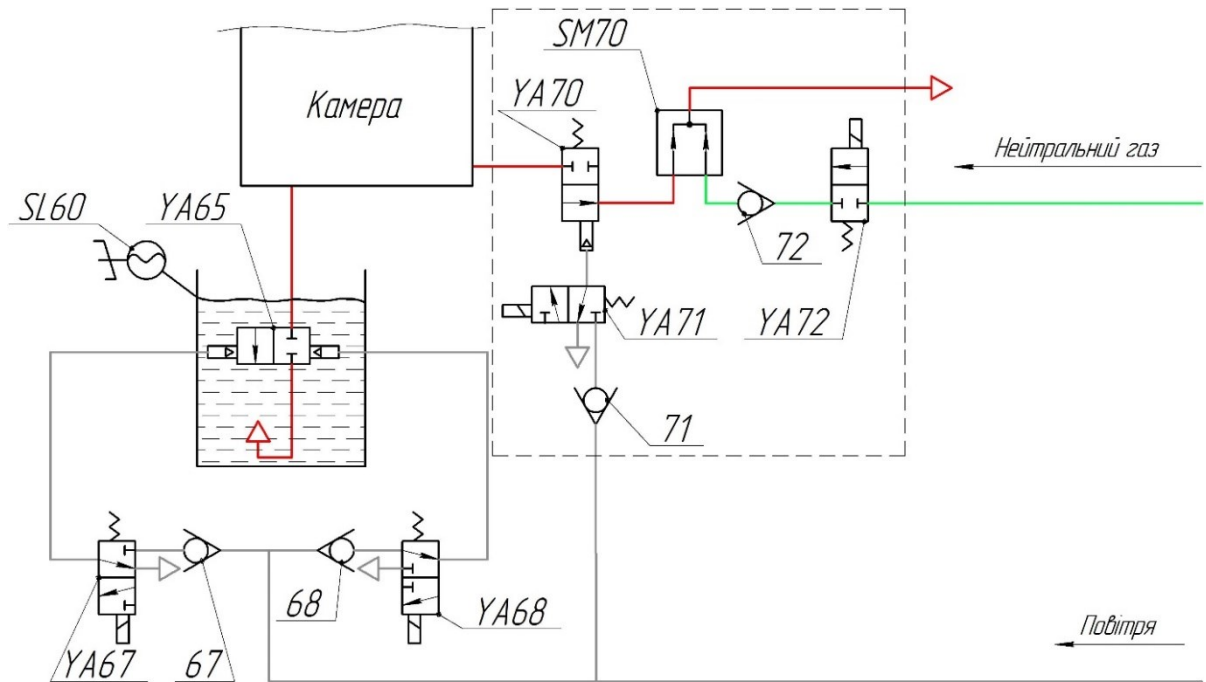 SM70
YA70
Камера
Нейтральний газ
SL60
YA65
72
YA71
YA72
71
68
YA68
Повітря
YA67
67